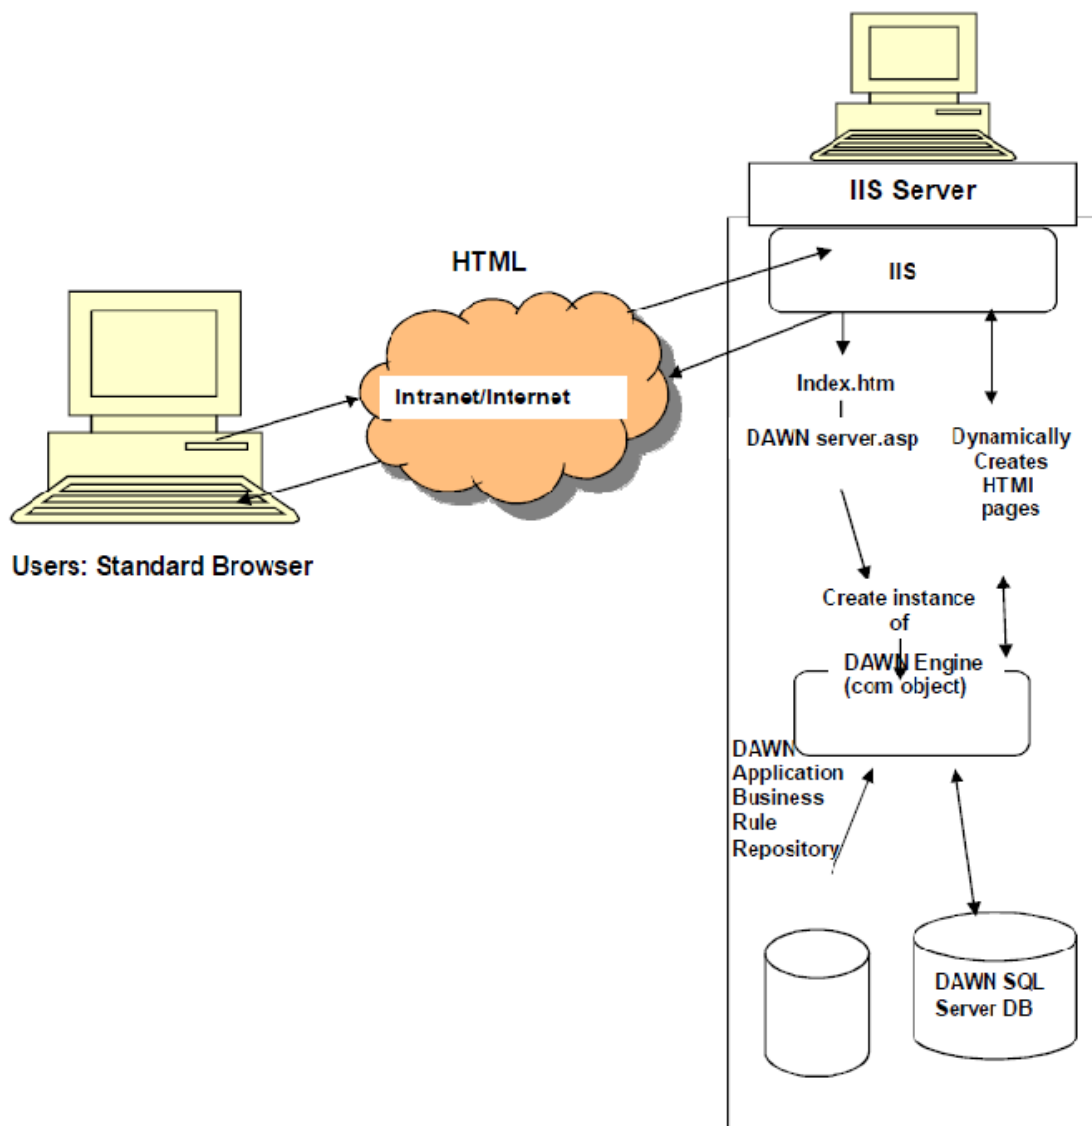 IIS Server
IIS
HTML
Intranet/Internet
Index.htm
DAWN server.asp
Dynamically
Creates
HTMl
pages
Users: Standard Browser
Create instance
of
DAWN Engine
(com object)
DAWN
Application
Business
Rule
Repository
DAWN SQL
Server DB